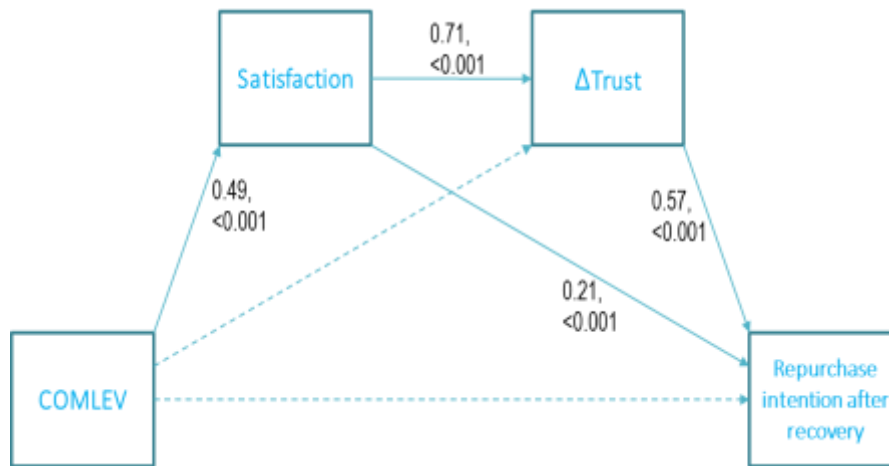 0.71,
<0.001
Satisfaction
ΔTrust
0.49,
<0.001
0.57,
<0.001
0.21,
<0.001
COMLEV
Repurchase
intention after
recovery